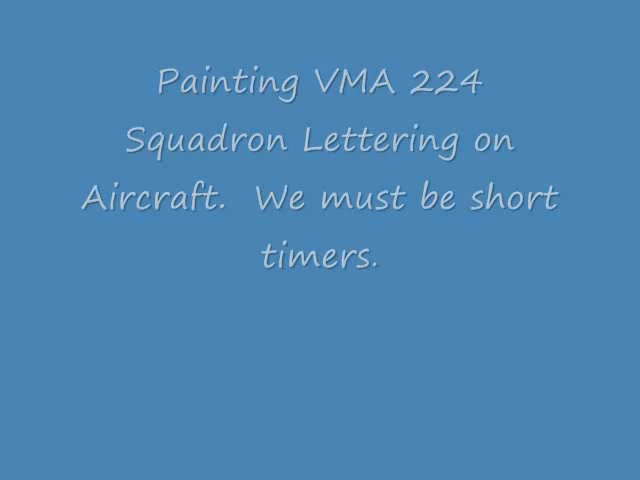 Painting VMA 224
Squadron Lettering on
Aircraft.  We must be short
timers.